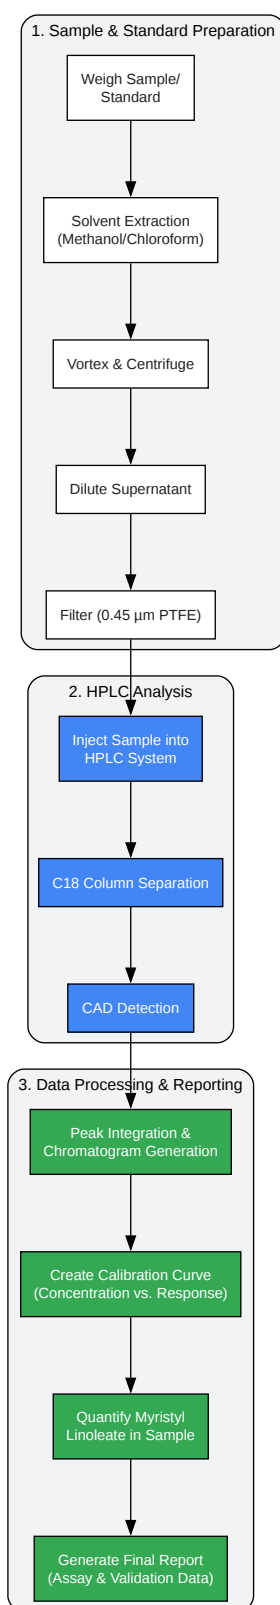 1. Sample & Standard Preparation
Weigh Sample/
Standard
Solvent Extraction
(Methanol/Chloroform)
Vortex & Centrifuge
Dilute Supernatant
Filter (0.45 µm PTFE)
2. HPLC Analysis
Inject Sample into
HPLC System
C18 Column Separation
CAD Detection
3. Data Processing & Reporting
Peak Integration &
Chromatogram Generation
Create Calibration Curve
(Concentration vs. Response)
Quantify Myristyl
Linoleate in Sample
Generate Final Report
(Assay & Validation Data)